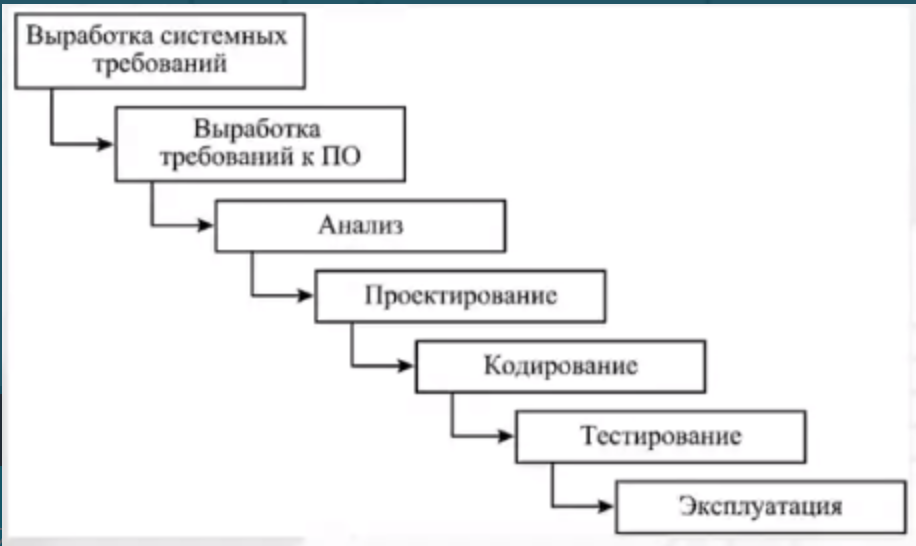 Выработка системных
требований
Выработка
требований к ПО
Анализ
Проектирование
Кодирование
Тестирование
Эксплуатация